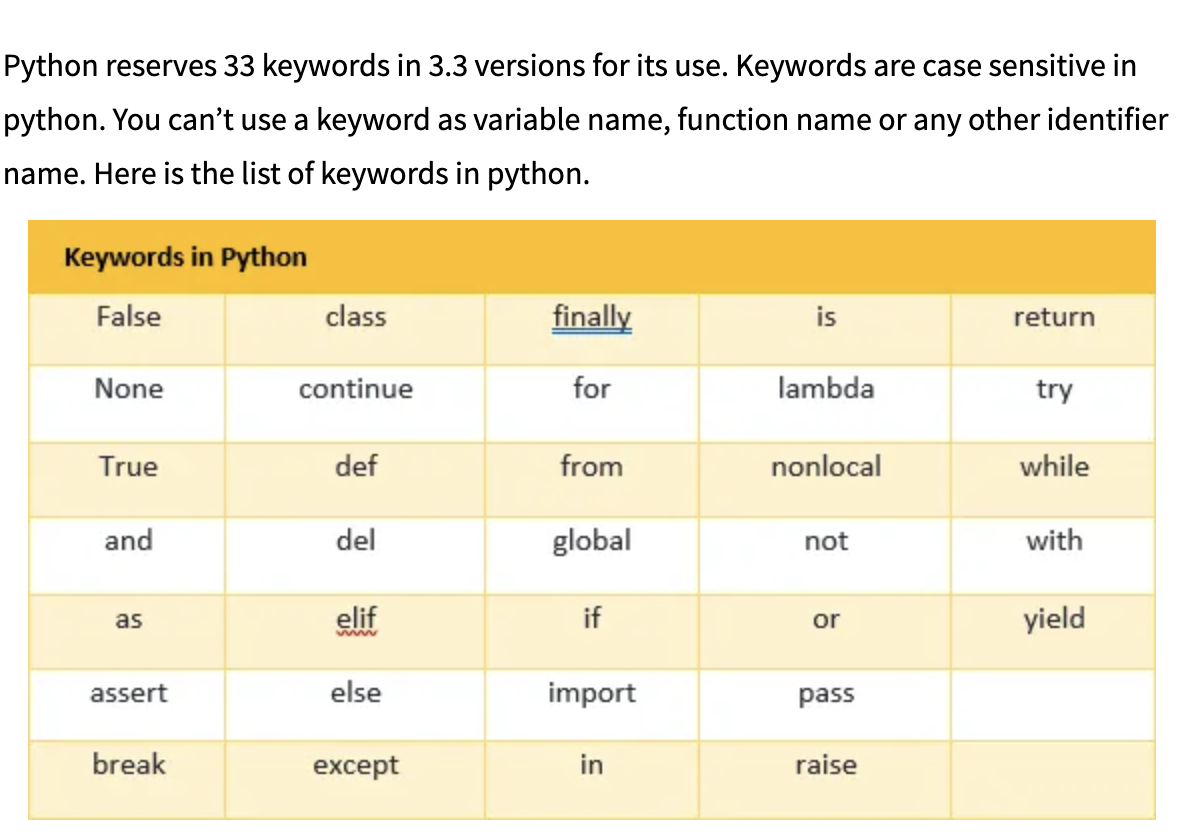 Python reserves 33 keywords in 3.3 versions for its use. Keywords are case sensitive in
python. You can’t use a keyword as variable name, function name or any other identifier
name. Here is the list of keywords in python.
Keywords in Python
False class finally is return
None continue for lambda try
True def from nonlocal while
and del global not with
as elif if or yield
assert else import pass
break except in raise